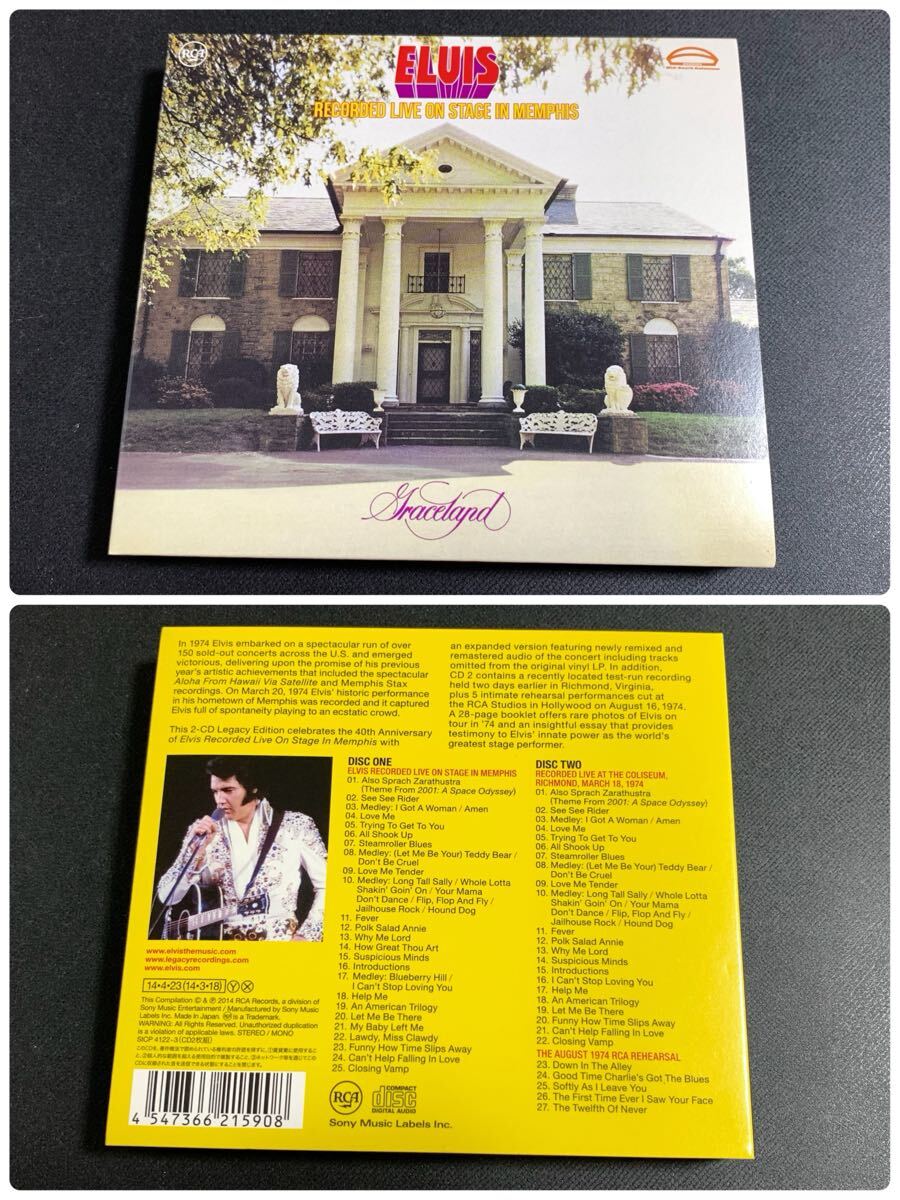 RCA
ELVIS
RECORDED LIVE ON STAGE IN MEMPHIS
Graceland
In 1974 Elvis embarked on a spectacular run of over
150 sold-out concerts across the U.S. and emerged
victorious, delivering upon the promise of his previous
year's artistic achievements that included the spectacular
Aloha From Hawaii Via Satellite and Memphis Stax
recordings. On March 20, 1974 Elvis' historic performance
in his hometown of Memphis was recorded and it captured
Elvis full of spontaneity playing to an ecstatic crowd.
This 2-CD Legacy Edition celebrates the 40th Anniversary
of Elvis Recorded Live On Stage In Memphis with
an expanded version featuring newly remixed and
remastered audio of the concert including tracks
omitted from the original vinyl LP. In addition,
CD 2 contains a recently located test-run recording
held two days earlier in Richmond, Virginia,
plus 5 intimate rehearsal performances cut at
the RCA Studios in Hollywood on August 16, 1974.
A 28-page booklet offers rare photos of Elvis on
tour in '74 and an insightful essay that provides
testimony to Elvis' innate power as the world's
greatest stage performer.
DISC ONE
ELVIS RECORDED LIVE ON STAGE IN MEMPHIS
01. Also Sprach Zarathustra
(Theme From 2001: A Space Odyssey)
02. See See Rider
03. Medley: I Got A Woman / Amen
04. Love Me
05. Trying To Get To You
06. All Shook Up
07. Steamroller Blues
08. Medley: (Let Me Be Your) Teddy Bear /
Don't Be Cruel
09. Love Me Tender
10. Medley: Long Tall Sally / Whole Lotta
Shakin' Goin' On / Your Mama
Don't Dance / Flip, Flop And Fly /
Jailhouse Rock / Hound Dog
11. Fever
12. Polk Salad Annie
13. Why Me Lord
14. How Great Thou Art
15. Suspicious Minds
16. Introductions
17. Medley: Blueberry Hill /
I Can't Stop Loving You
18. Help Me
19. An American Trilogy
20. Let Me Be There
21. My Baby Left Me
22. Lawdy, Miss Clawdy
23. Funny How Time Slips Away
24. Can't Help Falling In Love
25. Closing Vamp
DISC TWO
RECORDED LIVE AT THE COLISEUM,
RICHMOND, MARCH 18, 1974
01. Also Sprach Zarathustra
(Theme From 2001: A Space Odyssey)
02. See See Rider
03. Medley: I Got A Woman / Amen
04. Love Me
05. Trying To Get To You
06. All Shook Up
07. Steamroller Blues
08. Medley: (Let Me Be Your) Teddy Bear /
Don't Be Cruel
09. Love Me Tender
10. Medley: Long Tall Sally / Whole Lotta
Shakin' Goin' On / Your Mama
Don't Dance / Flip, Flop And Fly /
Jailhouse Rock / Hound Dog
11. Fever
12. Polk Salad Annie
13. Why Me Lord
14. Suspicious Minds
15. Introductions
16. I Can't Stop Loving You
17. Help Me
18. An American Trilogy
19. Let Me Be There
20. Funny How Time Slips Away
21. Can't Help Falling In Love
22. Closing Vamp
THE AUGUST 1974 RCA REHEARSAL
23. Down In The Alley
24. Good Time Charlie's Got The Blues
25. Softly As I Leave You
26. The First Time Ever I Saw Your Face
27. The Twelfth Of Never
www.elvisthemusic.com
www.legacyrecordings.com
www.elvis.com
14・4・23(14・3・18) Ⓨ Ⓧ
This Compilation © & ℗ 2014 RCA Records, a division of
Sony Music Entertainment / Manufactured by Sony Music
Labels Inc. Made in Japan. is a Trademark.
WARNING: All Rights Reserved. Unauthorized duplication
is a violation of applicable laws. STEREO / MONO
SICP 4122-3 (CD2枚組)
4 547366 215908
RCA
COMPACT
disc
DIGITAL AUDIO
Sony Music Labels Inc.